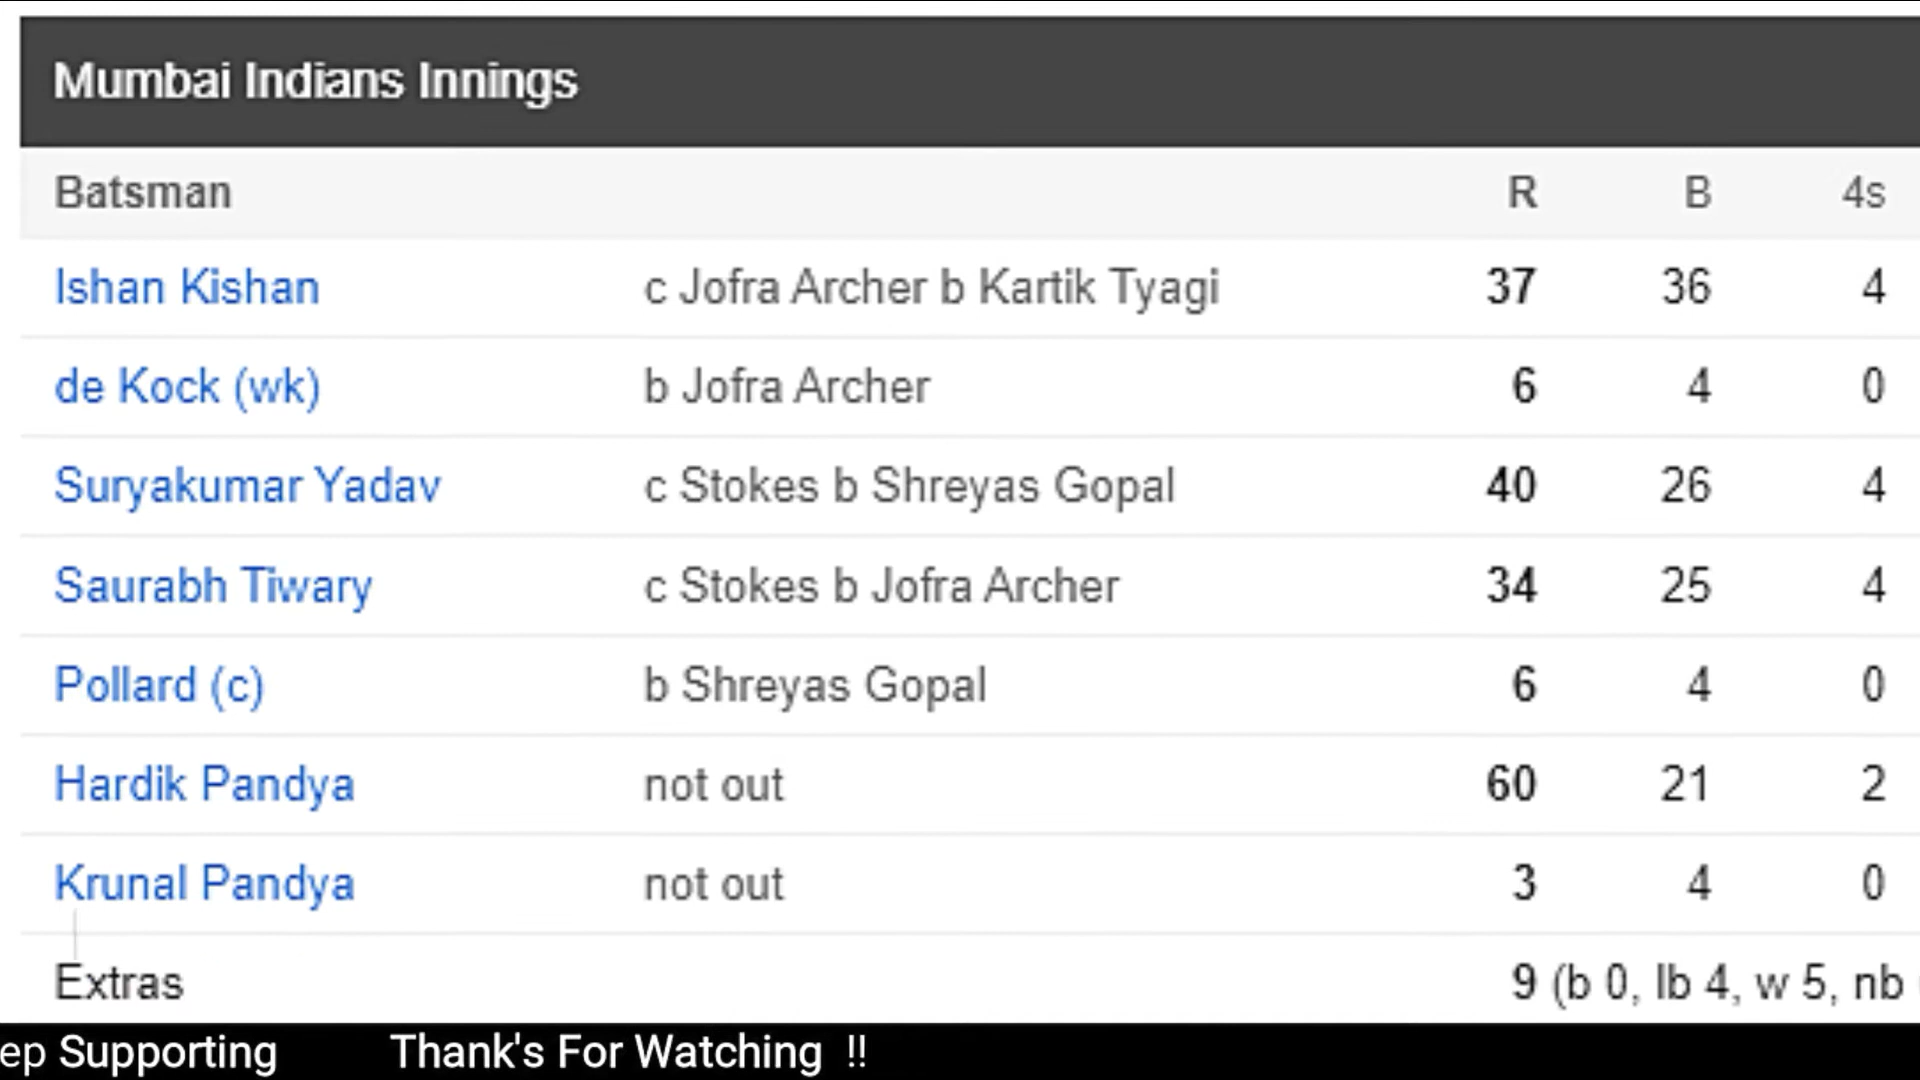 Mumbai Indians Innings
Batsman R B 4s
Ishan Kishan c Jofra Archer b Kartik Tyagi 37 36 4
de Kock (wk) b Jofra Archer 6 4 0
Suryakumar Yadav c Stokes b Shreyas Gopal 40 26 4
Saurabh Tiwary c Stokes b Jofra Archer 34 25 4
Pollard (c) b Shreyas Gopal 6 4 0
Hardik Pandya not out 60 21 2
Krunal Pandya not out 3 4 0
Extras 9 (b 0, lb 4, w 5, nb
ep Supporting Thank's For Watching !!